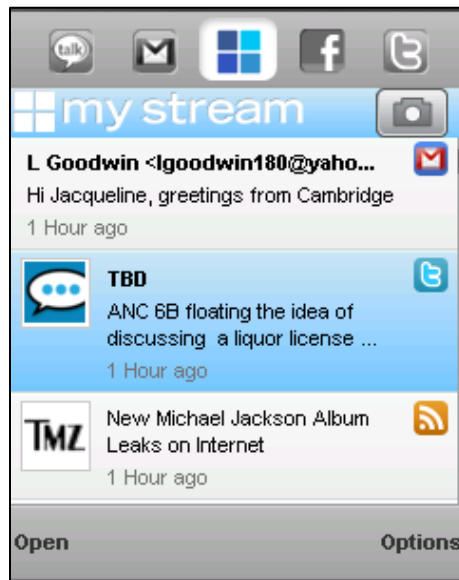 talk
my stream
L Goodwin <lgoodwin180@yaho...
Hi Jacqueline, greetings from Cambridge
1 Hour ago
TBD
ANC 6B floating the idea of
discussing a liquor license ...
1 Hour ago
TMZ
New Michael Jackson Album
Leaks on Internet
1 Hour ago
Open
Options